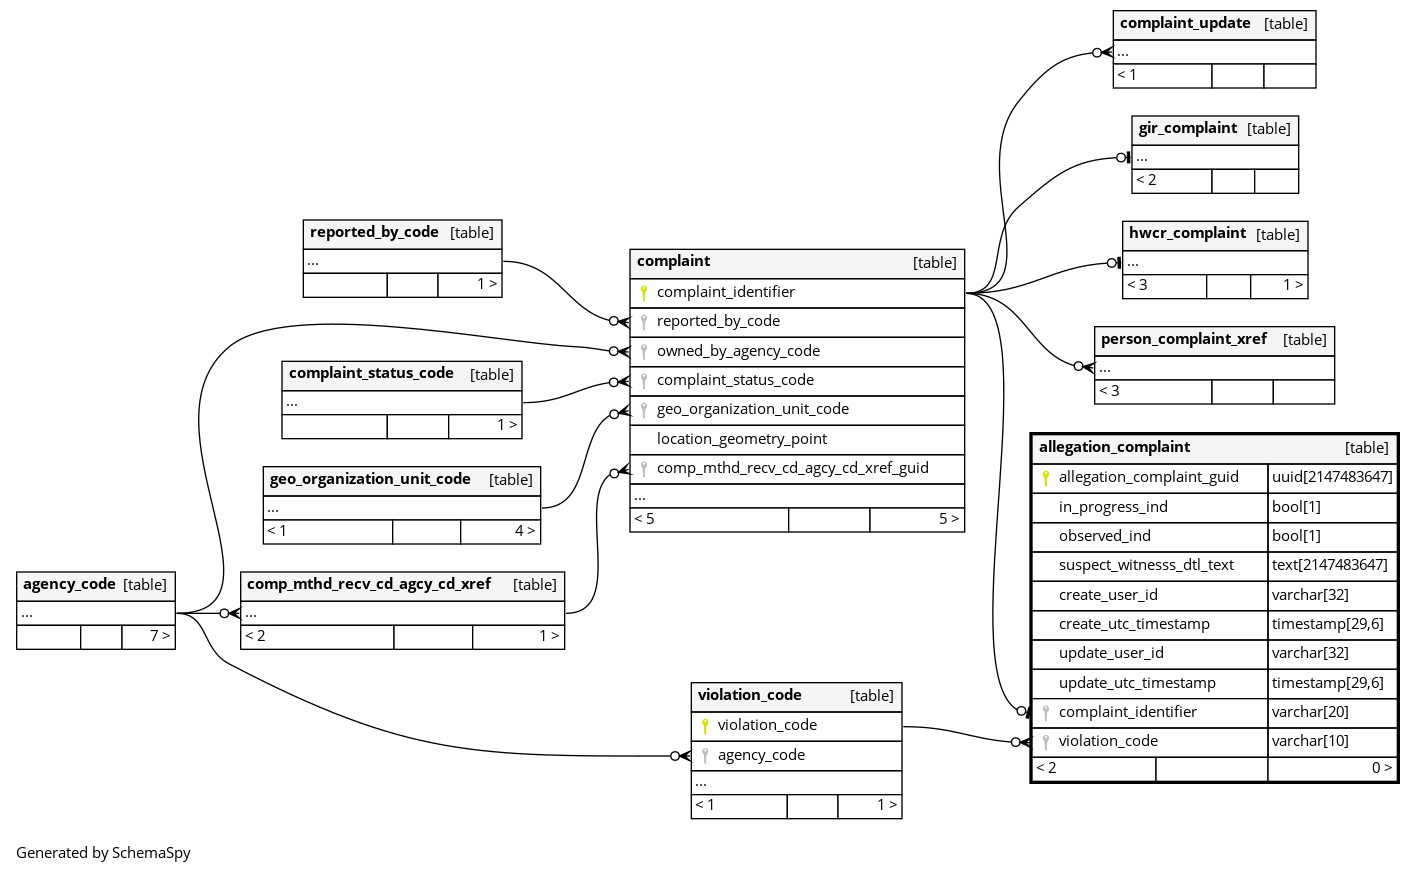 complaint_update [table]
...
< 1
gir_complaint [table]
...
< 2
reported_by_code [table]
...
1 >
hwcr_complaint [table]
...
< 3 1 >
complaint [table]
complaint_identifier
reported_by_code
owned_by_agency_code
complaint_status_code
geo_organization_unit_code
location_geometry_point
comp_mthd_recv_cd_agcy_cd_xref_guid
...
< 5 5 >
person_complaint_xref [table]
...
< 3
complaint_status_code [table]
...
1 >
geo_organization_unit_code [table]
...
< 1 4 >
allegation_complaint [table]
allegation_complaint_guid uuid[2147483647]
in_progress_ind bool[1]
observed_ind bool[1]
suspect_witnesss_dtl_text text[2147483647]
create_user_id varchar[32]
create_utc_timestamp timestamp[29,6]
update_user_id varchar[32]
update_utc_timestamp timestamp[29,6]
complaint_identifier varchar[20]
violation_code varchar[10]
< 2 0 >
agency_code [table]
...
7 >
comp_mthd_recv_cd_agcy_cd_xref [table]
...
< 2 1 >
violation_code [table]
violation_code
agency_code
...
< 1 1 >
Generated by SchemaSpy